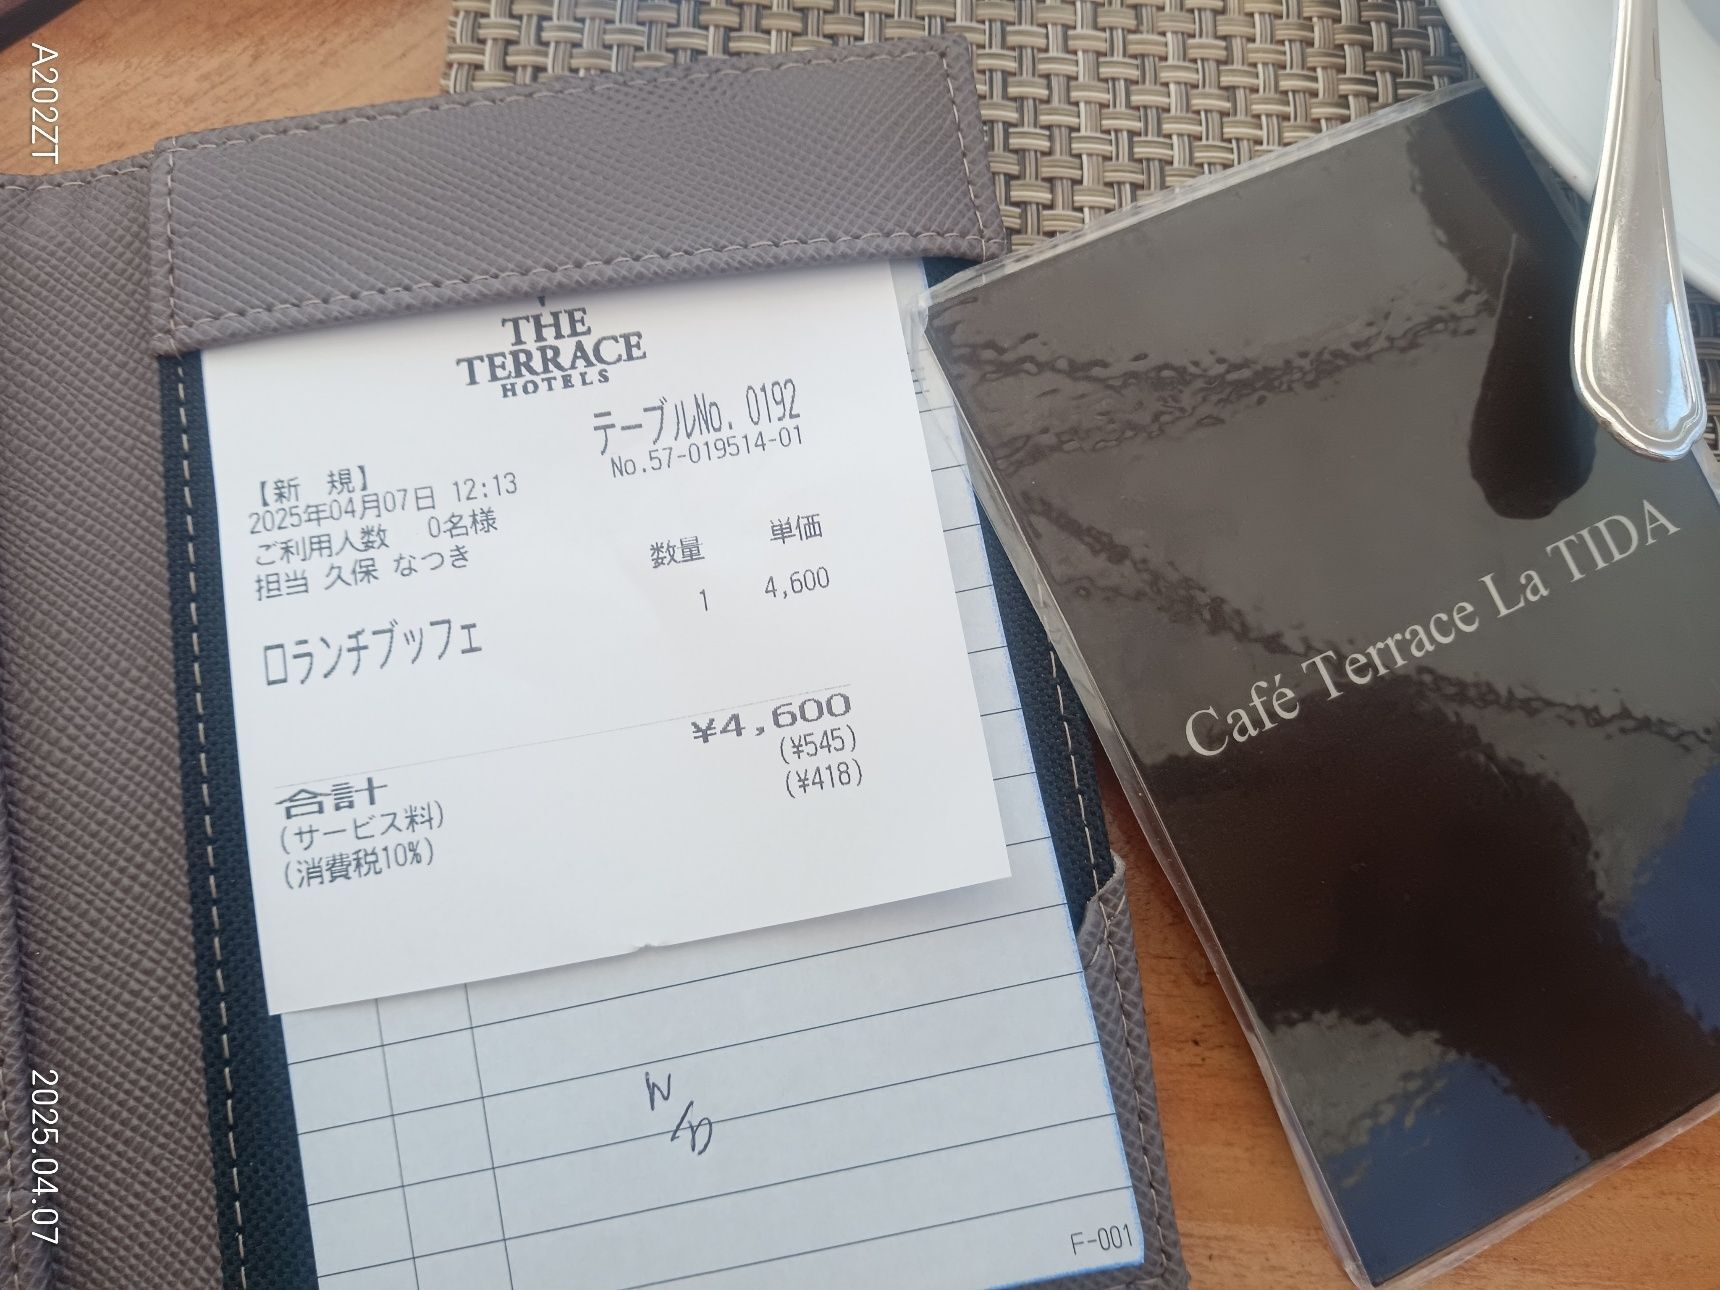 A202ZT
2025.04.07
THE
TERRACE
HOTELS
テーブルNo. 0192
No.57-019514-01
【新　規】
2025年04月07日 12:13
ご利用人数　0名様
担当 久保 なつき
数量　単価
ロランチブッフェ　1　4,600
合計　¥4,600
(サービス料)　(¥545)
(消費税10%)　(¥418)
F-001
Café Terrace La TIDA